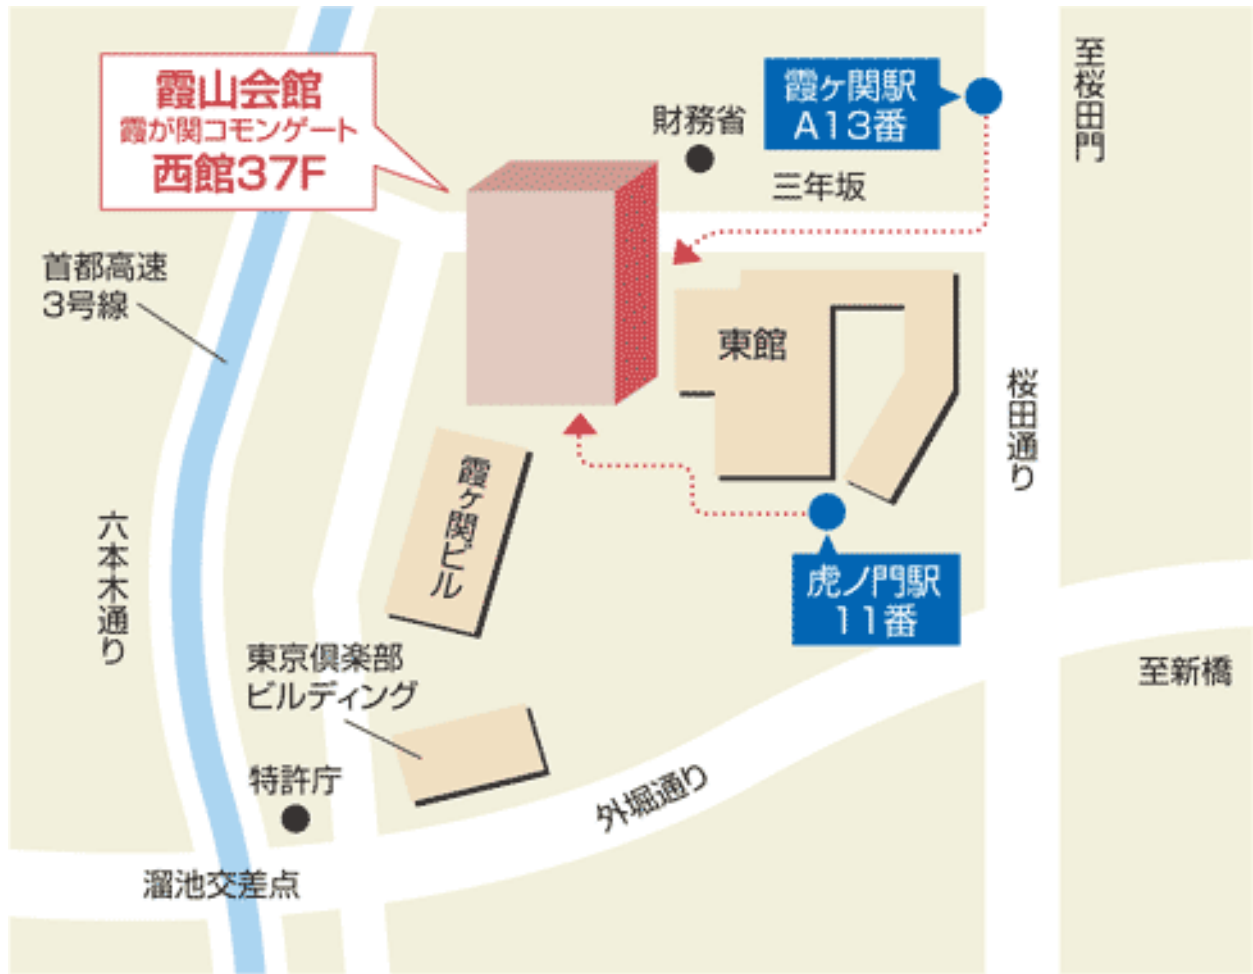 霞山会館
霞が関コモンゲート
西館37F
財務省
霞ヶ関駅
A13番
三年坂
至桜田門
首都高速
3号線
東館
桜田通り
霞ヶ関ビル
六本木通り
虎ノ門駅
11番
東京倶楽部
ビルディング
至新橋
特許庁
外堀通り
溜池交差点